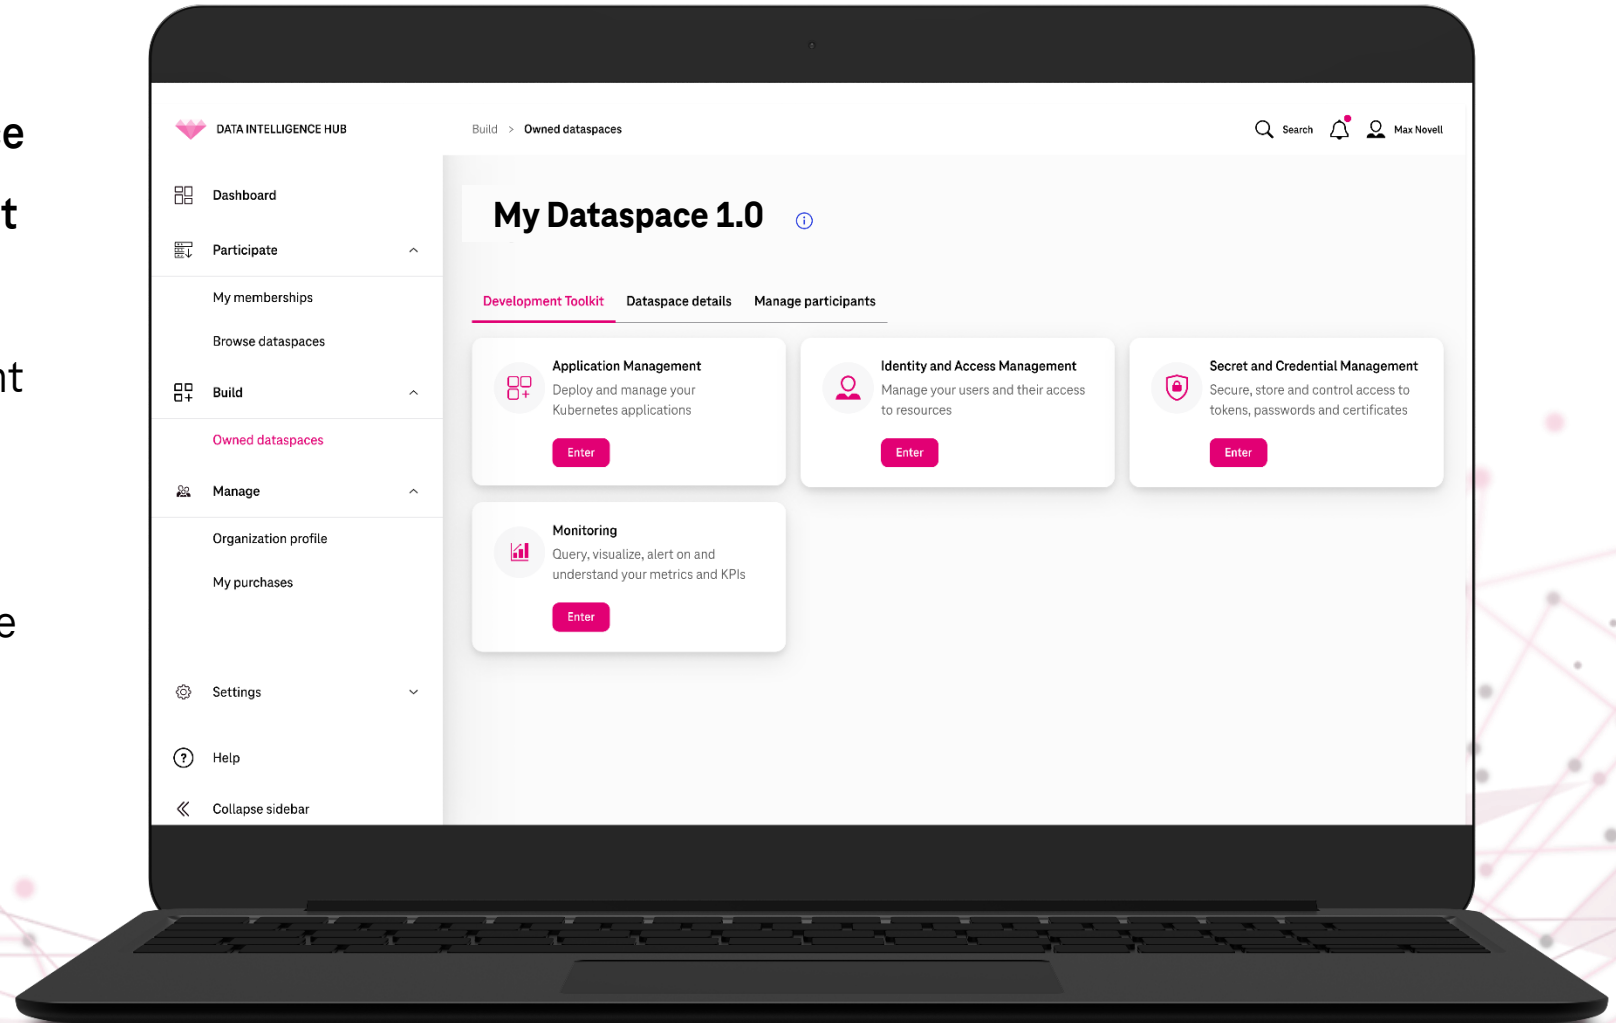 DATA INTELLIGENCE HUB
Build > Owned dataspaces
Search
Max Novell
Dashboard
Participate
My memberships
Browse dataspaces
Build
Owned dataspaces
Manage
Organization profile
My purchases
Settings
Help
Collapse sidebar
My Dataspace 1.0
Development Toolkit
Dataspace details
Manage participants
Application Management
Deploy and manage your
Kubernetes applications
Enter
Identity and Access Management
Manage your users and their access
to resources
Enter
Secret and Credential Management
Secure, store and control access to
tokens, passwords and certificates
Enter
Monitoring
Query, visualize, alert on and
understand your metrics and KPIs
Enter